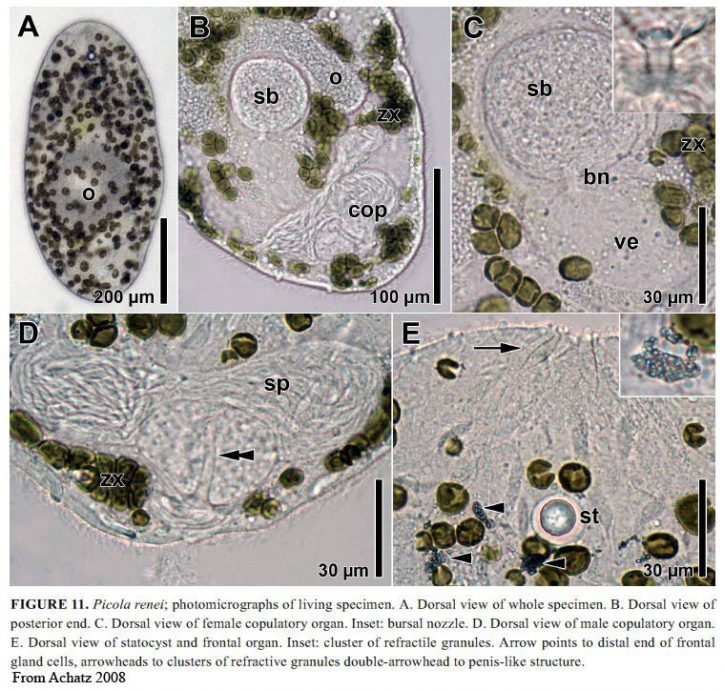 A
o
200 µm
B
sb
o
zx
cop
100 µm
C
sb
zx
bn
ve
30 µm
D
sp
zx
30 µm
E
st
30 µm
FIGURE 11. Picola renei; photomicrographs of living specimen. A. Dorsal view of whole specimen. B. Dorsal view of
posterior end. C. Dorsal view of female copulatory organ. Inset: bursal nozzle. D. Dorsal view of male copulatory organ.
E. Dorsal view of statocyst and frontal organ. Inset: cluster of refractile granules. Arrow points to distal end of frontal
gland cells, arrowheads to clusters of refractive granules double-arrowhead to penis-like structure.
From Achatz 2008